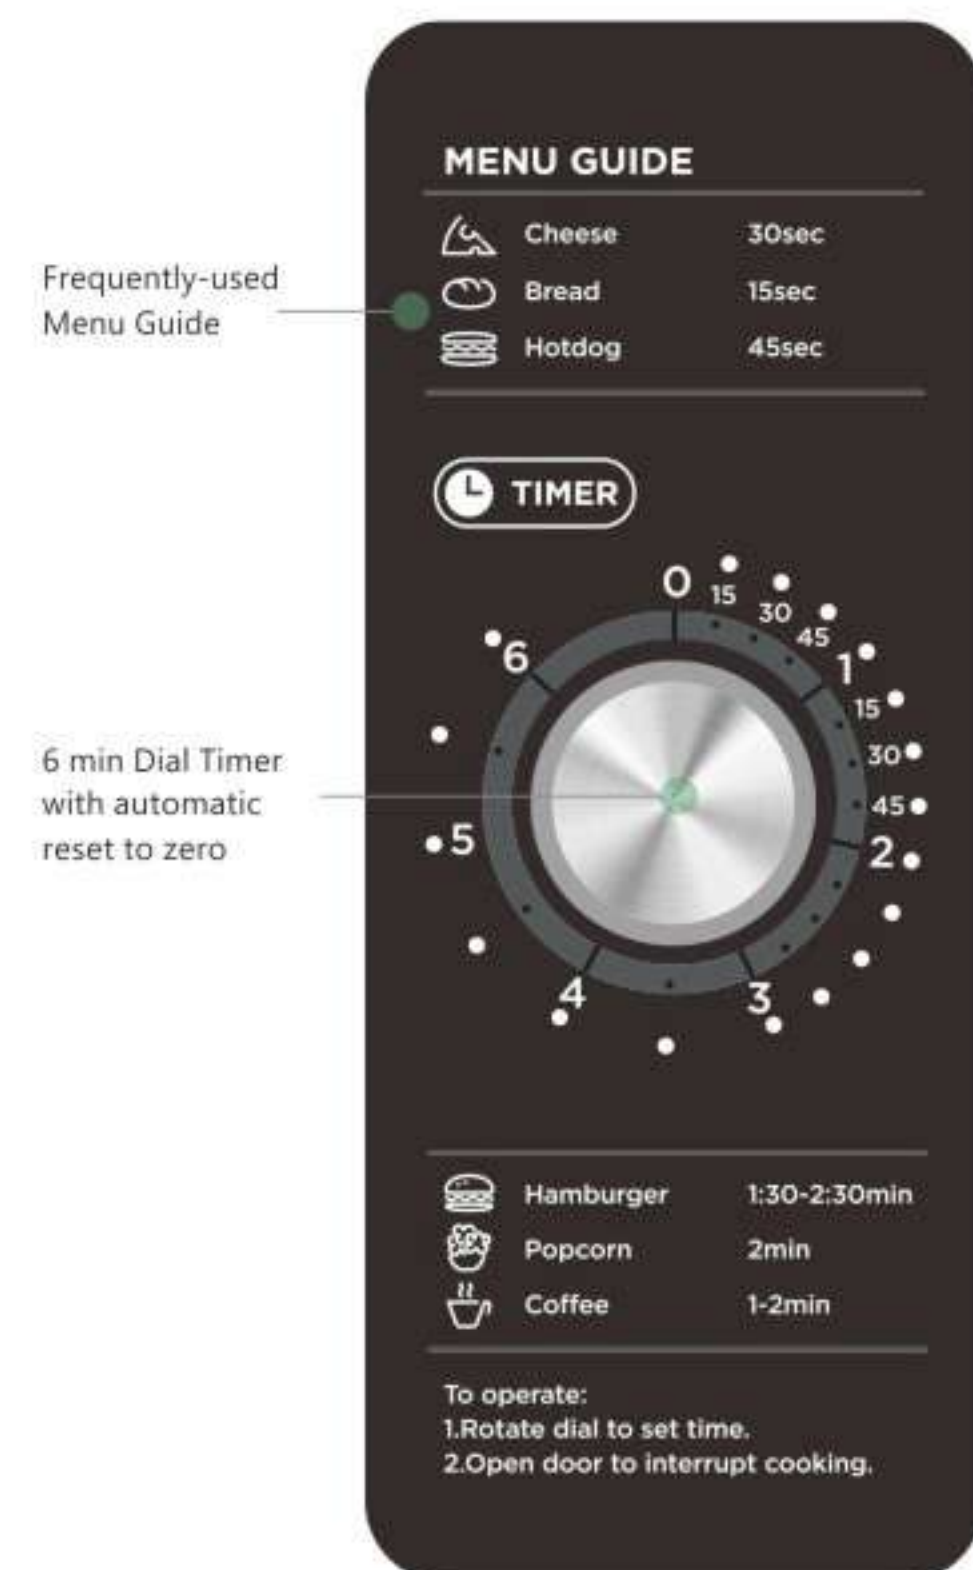 MENU GUIDE
Cheese 30sec
Bread 15sec
Hotdog 45sec
Frequently-used
Menu Guide
TIMER
0
15
30
45
1
15
30
45
2
3
4
5
6
6 min Dial Timer
with automatic
reset to zero
Hamburger 1:30-2:30min
Popcorn 2min
Coffee 1-2min
To operate:
1.Rotate dial to set time.
2.Open door to interrupt cooking.